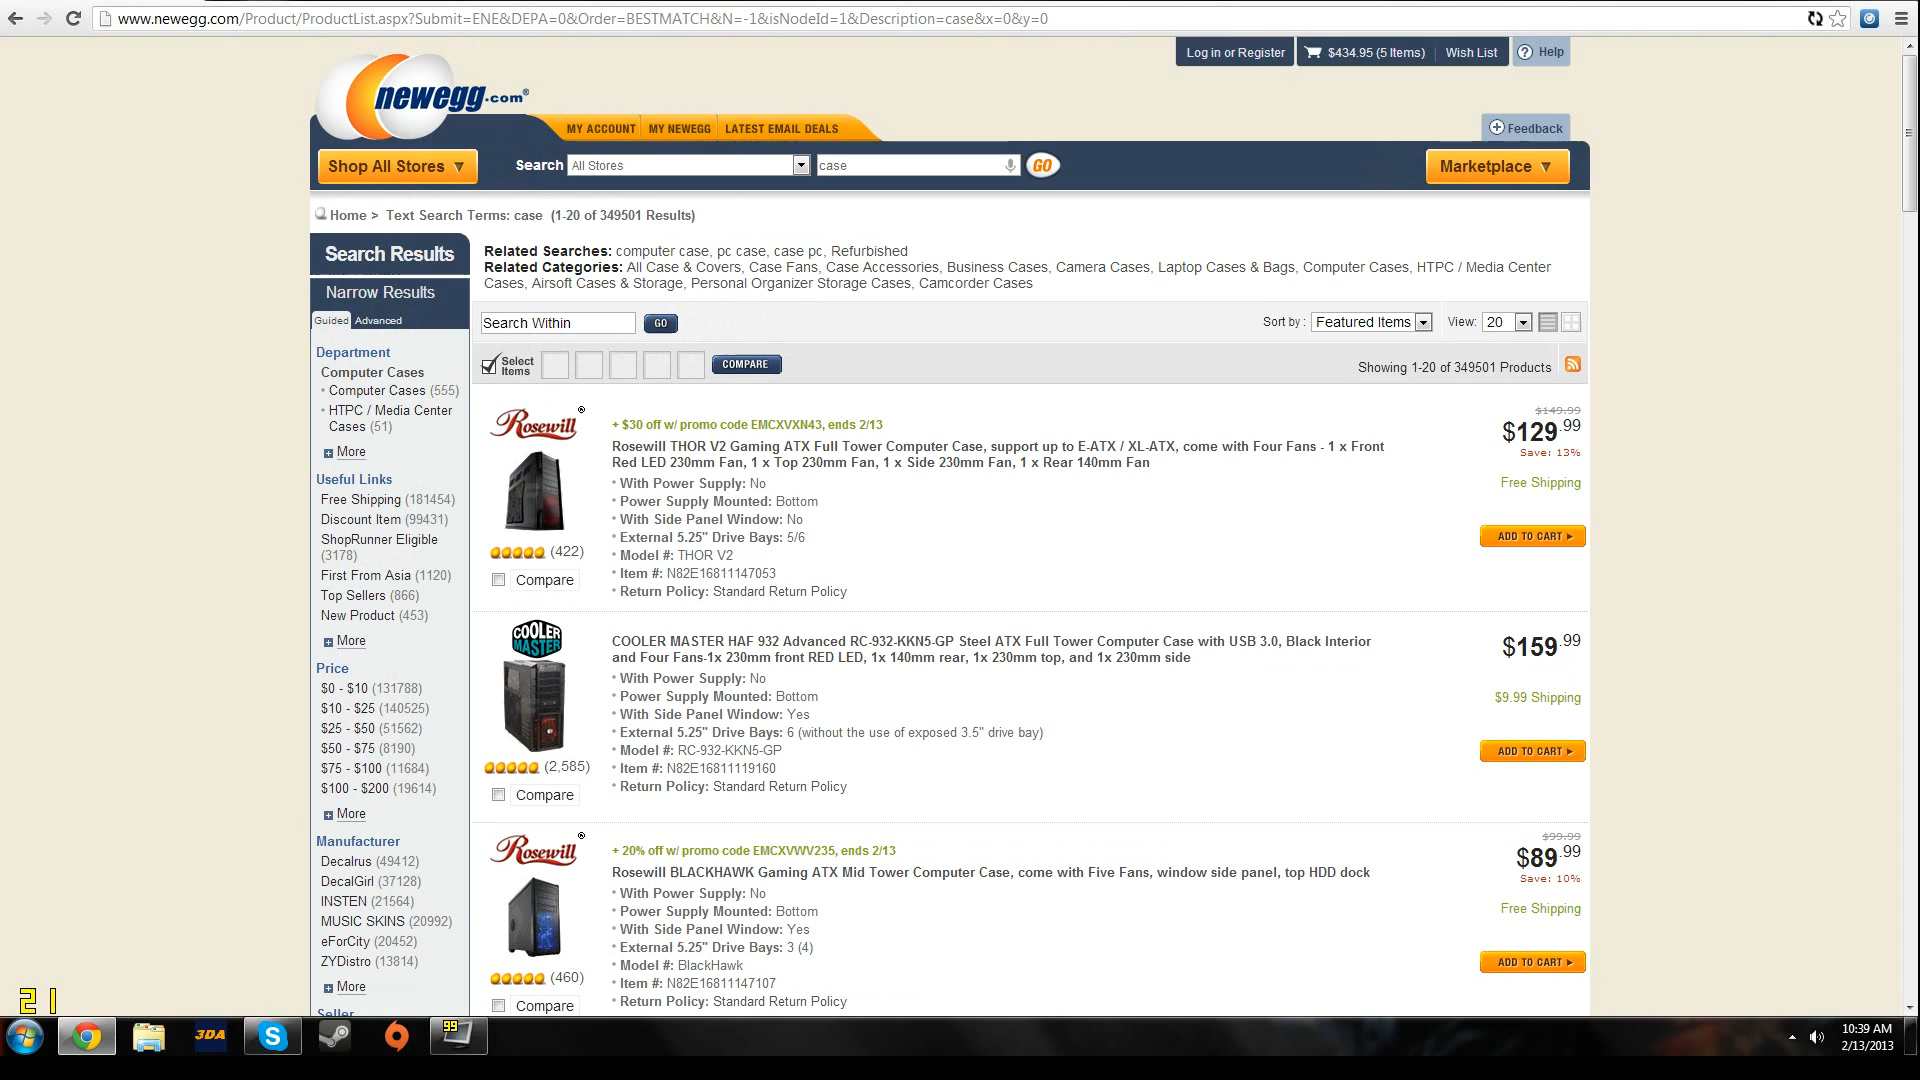 www.newegg.com/Product/ProductList.aspx?Submit=ENE&DEPA=0&Order=BESTMATCH&N=-1&isNodeId=1&Description=case&x=0&y=0
Log in or Register
$434.95 (5 Items)
Wish List
? Help
newegg.com®
MY ACCOUNT
MY NEWEGG
LATEST EMAIL DEALS
Feedback
Shop All Stores ▼
Search
All Stores
case
GO
Marketplace ▼
Home > Text Search Terms: case (1-20 of 349501 Results)
Search Results
Narrow Results
Guided
Advanced
Department
Computer Cases
Computer Cases (555)
HTPC / Media Center
Cases (51)
More
Useful Links
Free Shipping (181454)
Discount Item (99431)
ShopRunner Eligible
(3178)
First From Asia (1120)
Top Sellers (866)
New Product (453)
More
Price
$0 - $10 (131788)
$10 - $25 (140525)
$25 - $50 (51562)
$50 - $75 (8190)
$75 - $100 (11684)
$100 - $200 (19614)
More
Manufacturer
Decalrus (49412)
DecalGirl (37128)
INSTEN (21564)
MUSIC SKINS (20992)
eForCity (20452)
ZYDistro (13814)
More
Seller
Related Searches: computer case, pc case, case pc, Refurbished
Related Categories: All Case & Covers, Case Fans, Case Accessories, Business Cases, Camera Cases, Laptop Cases & Bags, Computer Cases, HTPC / Media Center
Cases, Airsoft Cases & Storage, Personal Organizer Storage Cases, Camcorder Cases
Search Within
GO
Sort by :
Featured Items
View:
20
Select
Items
COMPARE
Showing 1-20 of 349501 Products
Rosewill®
(422)
Compare
+ $30 off w/ promo code EMCXVXN43, ends 2/13
Rosewill THOR V2 Gaming ATX Full Tower Computer Case, support up to E-ATX / XL-ATX, come with Four Fans - 1 x Front
Red LED 230mm Fan, 1 x Top 230mm Fan, 1 x Side 230mm Fan, 1 x Rear 140mm Fan
With Power Supply: No
Power Supply Mounted: Bottom
With Side Panel Window: No
External 5.25" Drive Bays: 5/6
Model #: THOR V2
Item #: N82E16811147053
Return Policy: Standard Return Policy
$149.99
$129.99
Save: 13%
Free Shipping
ADD TO CART
COOLER
MASTER
(2,585)
Compare
COOLER MASTER HAF 932 Advanced RC-932-KKN5-GP Steel ATX Full Tower Computer Case with USB 3.0, Black Interior
and Four Fans-1x 230mm front RED LED, 1x 140mm rear, 1x 230mm top, and 1x 230mm side
With Power Supply: No
Power Supply Mounted: Bottom
With Side Panel Window: Yes
External 5.25" Drive Bays: 6 (without the use of exposed 3.5" drive bay)
Model #: RC-932-KKN5-GP
Item #: N82E16811119160
Return Policy: Standard Return Policy
$159.99
$9.99 Shipping
ADD TO CART
Rosewill®
(460)
Compare
+ 20% off w/ promo code EMCXVWV235, ends 2/13
Rosewill BLACKHAWK Gaming ATX Mid Tower Computer Case, come with Five Fans, window side panel, top HDD dock
With Power Supply: No
Power Supply Mounted: Bottom
With Side Panel Window: Yes
External 5.25" Drive Bays: 3 (4)
Model #: BlackHawk
Item #: N82E16811147107
Return Policy: Standard Return Policy
$99.99
$89.99
Save: 10%
Free Shipping
ADD TO CART
21
3DA
99
10:39 AM
2/13/2013